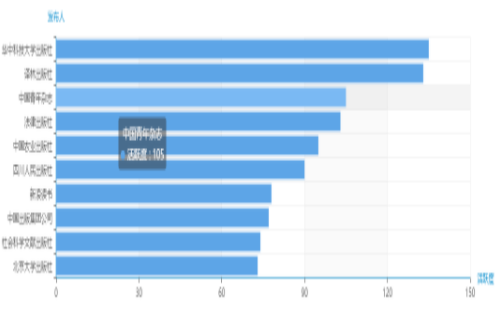 发布人
华中科技大学出版社
译林出版社
中国青年杂志
法律出版社
中国农业出版社
四川人民出版社
新浪读书
中国出版集团公司
社会科学文献出版社
北京大学出版社
中国青年杂志
活跃度 : 105
0 30 60 90 120 150
活跃度